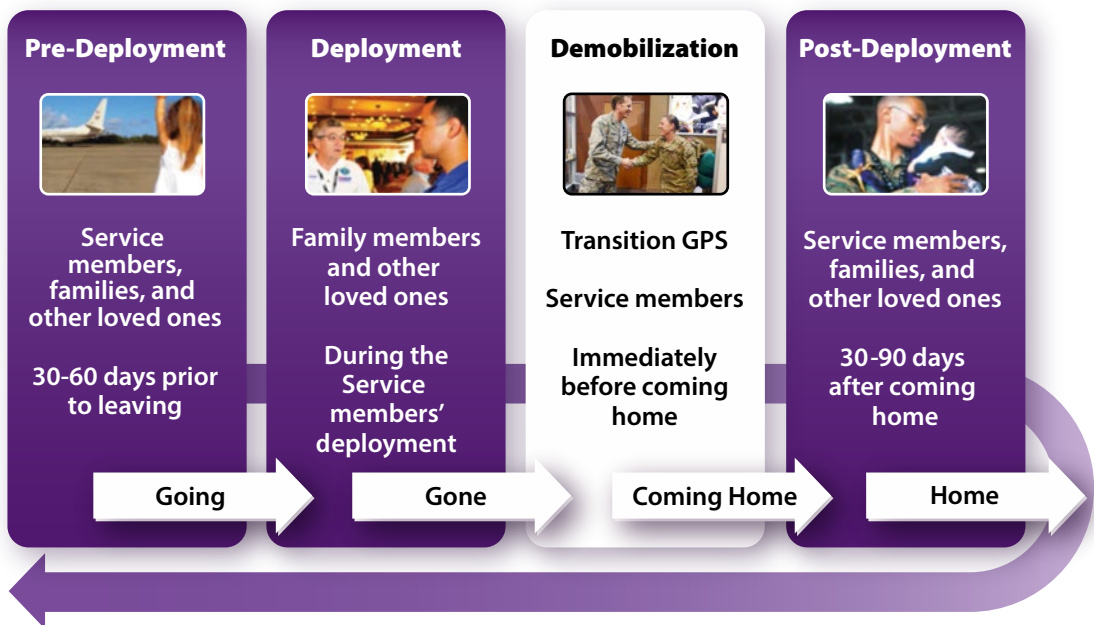 Pre-Deployment
Service
members,
families, and
other loved ones
30-60 days prior
to leaving
Going
Deployment
Family members
and other
loved ones
During the
Service
members’
deployment
Gone
Demobilization
Transition GPS
Service members
Immediately
before coming
home
Coming Home
Post-Deployment
Service members,
families, and
other loved ones
30-90 days
after coming
home
Home